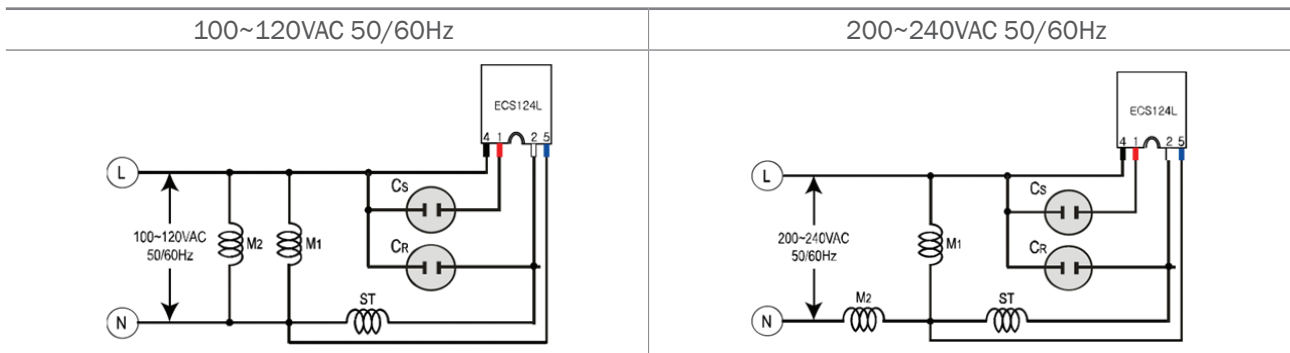 100~120VAC 50/60Hz
200~240VAC 50/60Hz
ECS124L
4 1 2 5
L
CS
M2
M1
100~120VAC
50/60Hz
CR
ST
N
ECS124L
4 1 2 5
L
CS
M1
200~240VAC
50/60Hz
CR
M2
ST
N